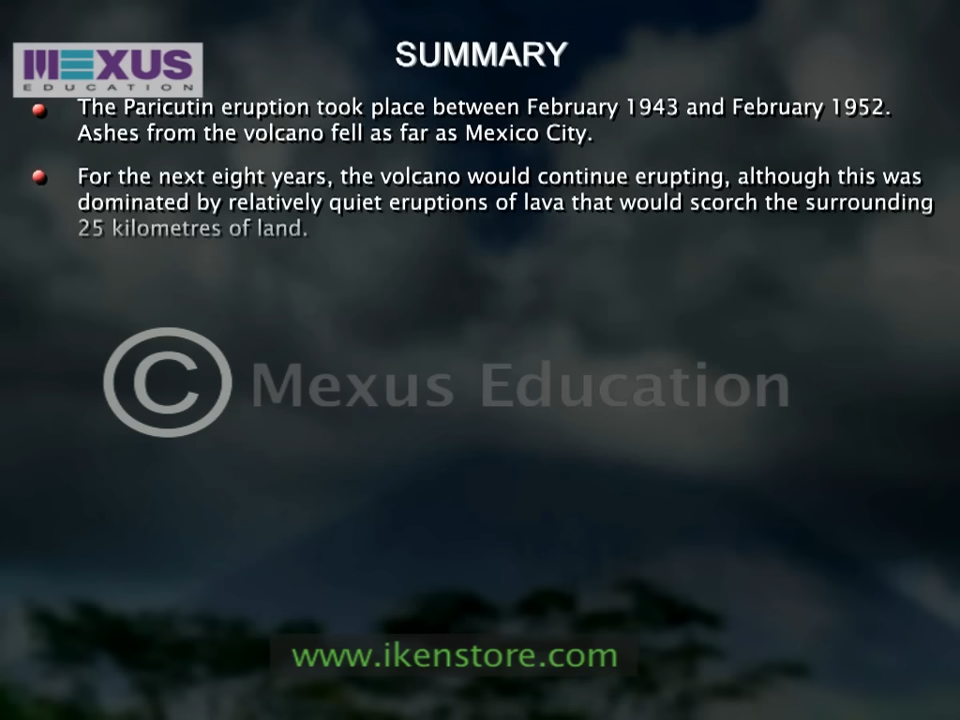 SUMMARY
MEXUS
EDUCATION
The Paricutin eruption took place between February 1943 and February 1952.
Ashes from the volcano fell as far as Mexico City.
For the next eight years, the volcano would continue erupting, although this was
dominated by relatively quiet eruptions of lava that would scorch the surrounding
25 kilometres of land.
© Mexus Education
www.ikenstore.com